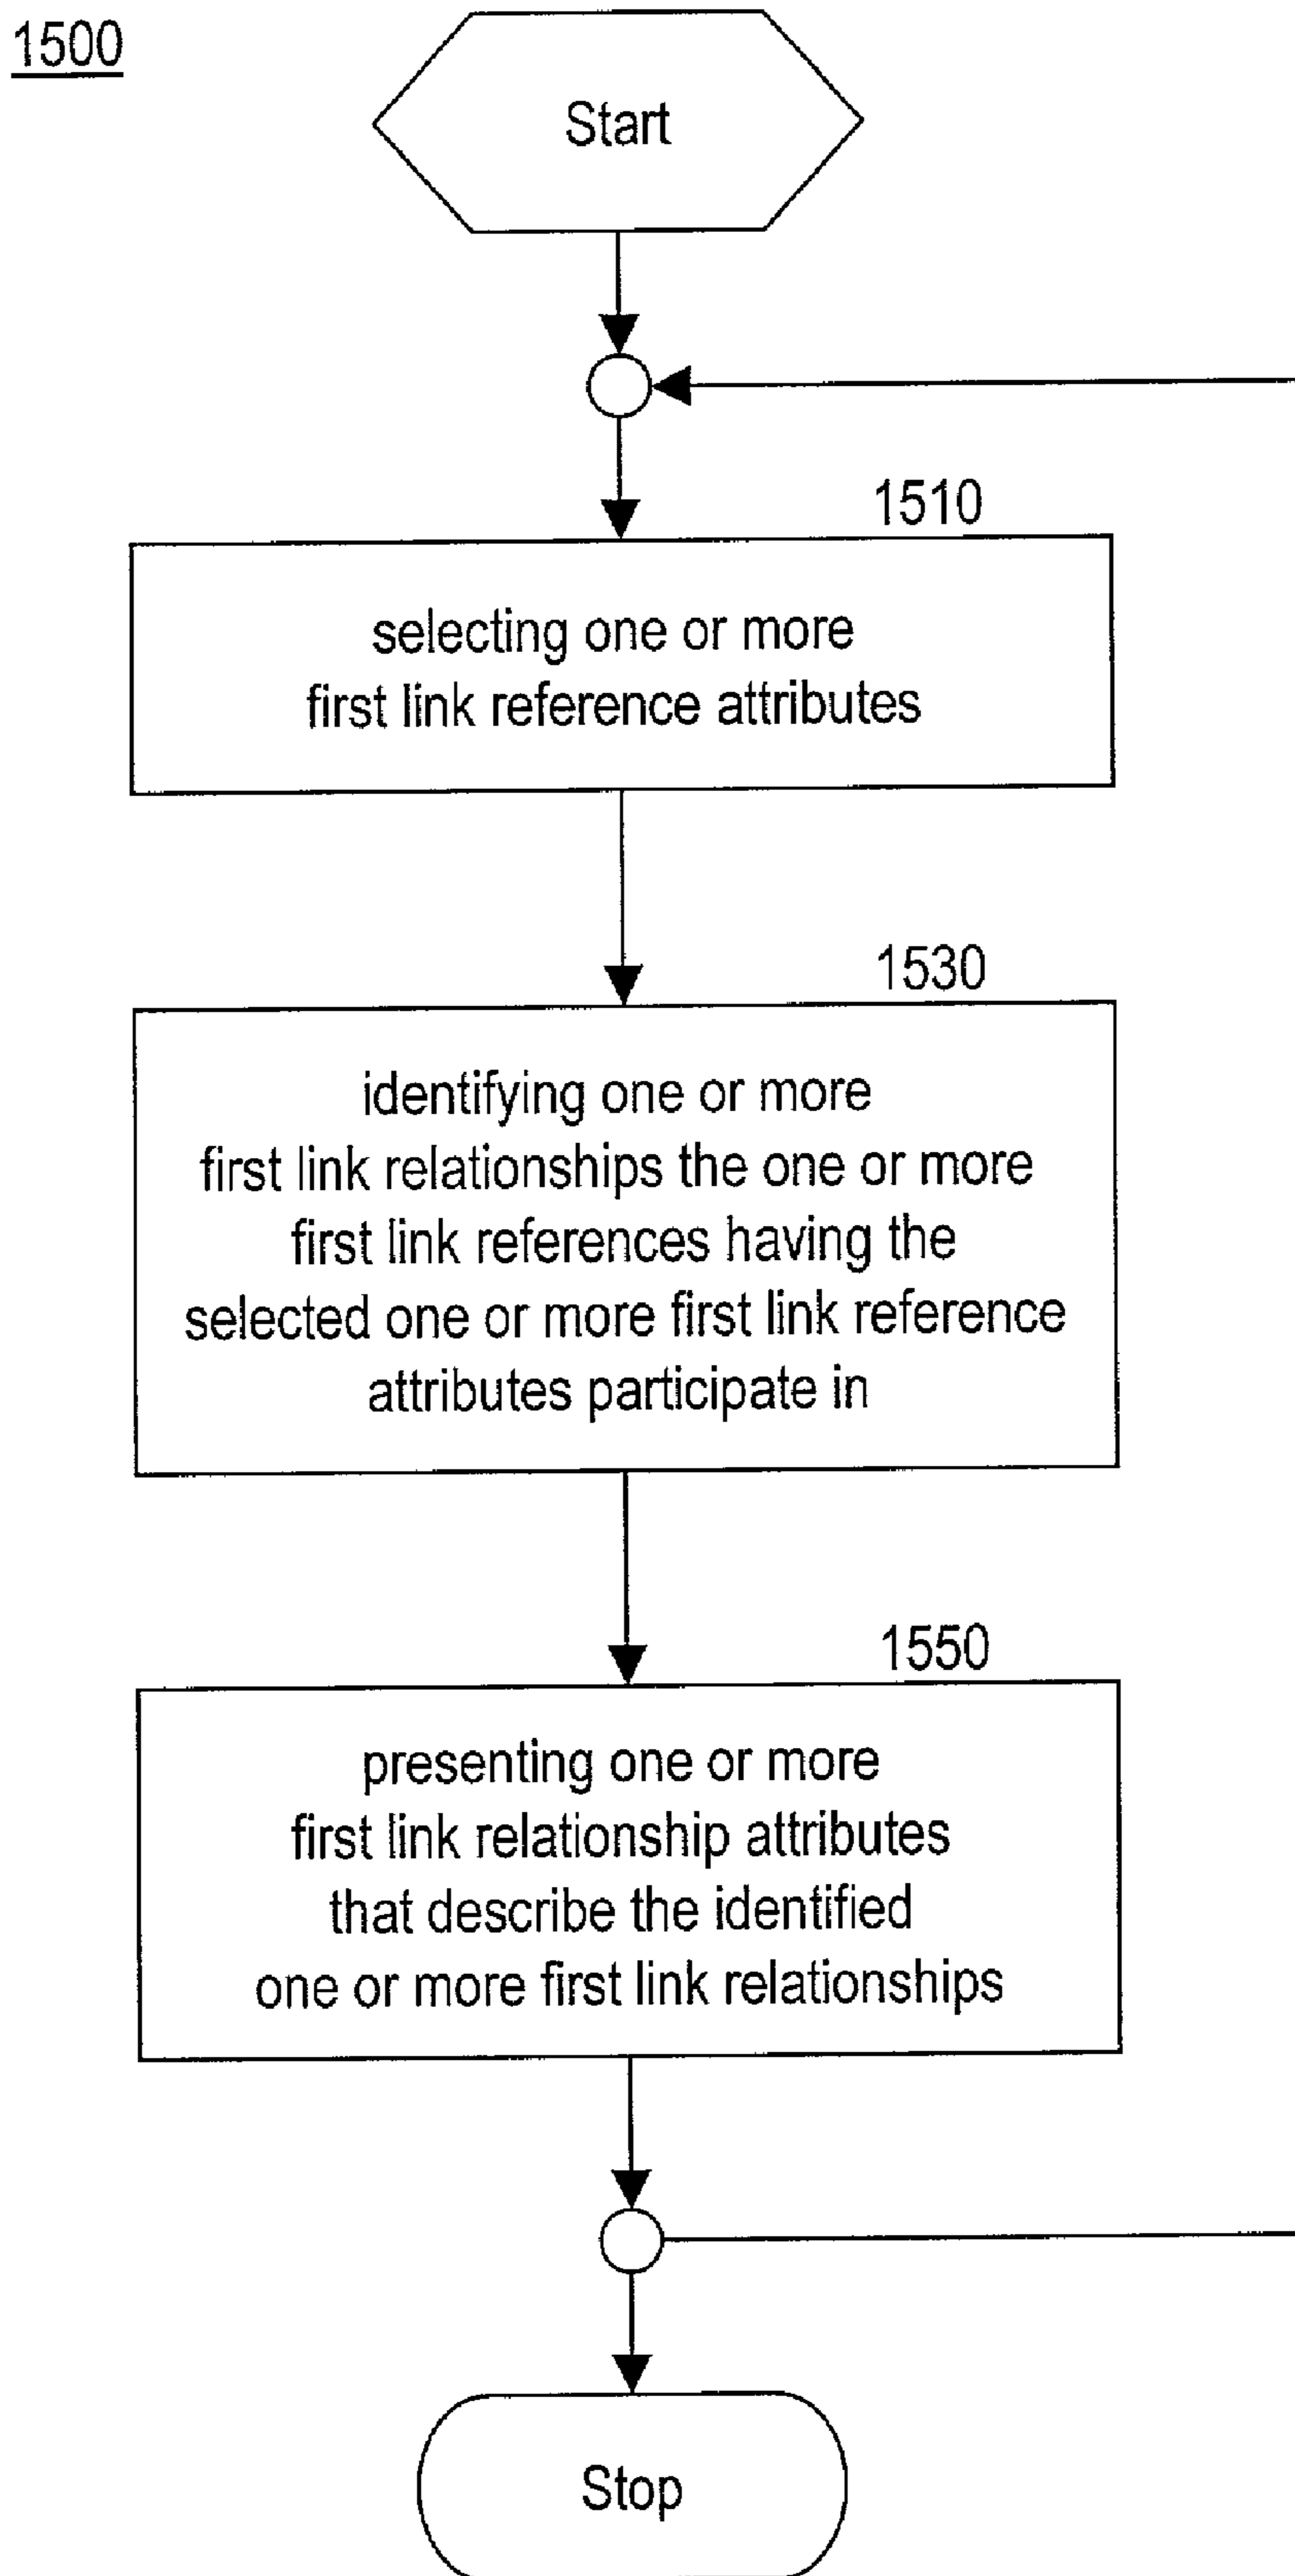 1500
Start
1510
selecting one or more
first link reference attributes
1530
identifying one or more
first link relationships the one or more
first link references having the
selected one or more first link reference
attributes participate in
1550
presenting one or more
first link relationship attributes
that describe the identified
one or more first link relationships
Stop